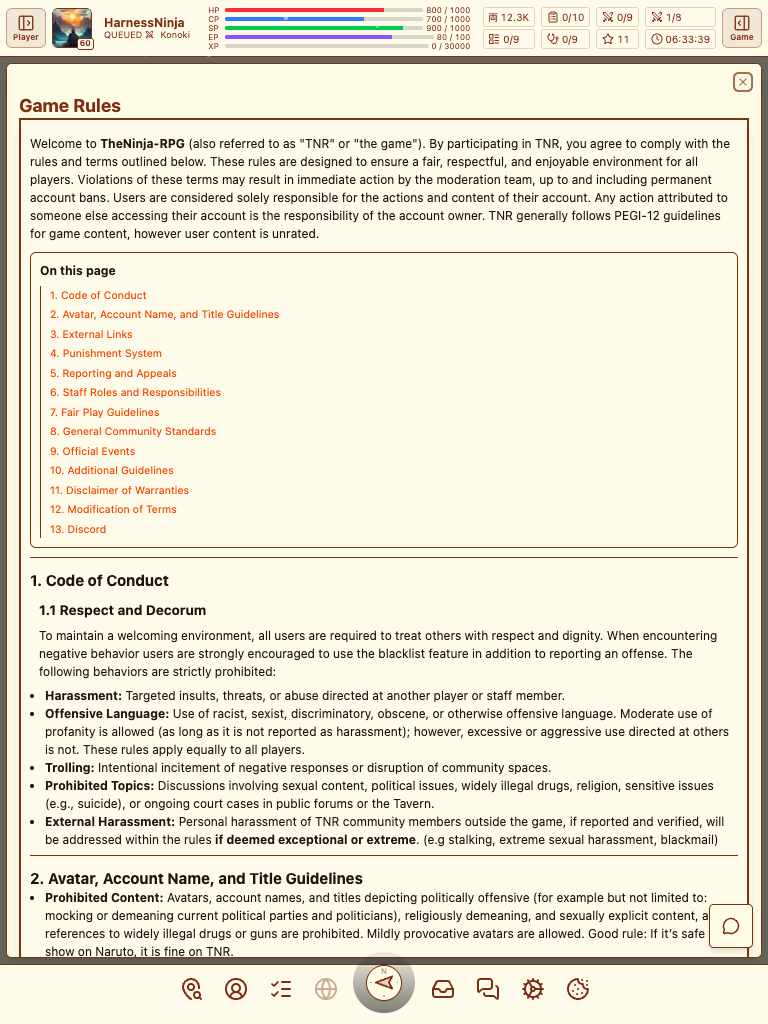 Player
60
HarnessNinja
QUEUED Konoki
HP 800 / 1000
CP 700 / 1000
SP 900 / 1000
EP 80 / 100
XP 0 / 30000
両 12.3K
0/10
0/9
1/8
0/9
0/9
11
06:33:39
Game
Game Rules
Welcome to TheNinja-RPG (also referred to as "TNR" or "the game"). By participating in TNR, you agree to comply with the
rules and terms outlined below. These rules are designed to ensure a fair, respectful, and enjoyable environment for all
players. Violations of these terms may result in immediate action by the moderation team, up to and including permanent
account bans. Users are considered solely responsible for the actions and content of their account. Any action attributed to
someone else accessing their account is the responsibility of the account owner. TNR generally follows PEGI-12 guidelines
for game content, however user content is unrated.
On this page
1. Code of Conduct
2. Avatar, Account Name, and Title Guidelines
3. External Links
4. Punishment System
5. Reporting and Appeals
6. Staff Roles and Responsibilities
7. Fair Play Guidelines
8. General Community Standards
9. Official Events
10. Additional Guidelines
11. Disclaimer of Warranties
12. Modification of Terms
13. Discord
1. Code of Conduct
1.1 Respect and Decorum
To maintain a welcoming environment, all users are required to treat others with respect and dignity. When encountering
negative behavior users are strongly encouraged to use the blacklist feature in addition to reporting an offense. The
following behaviors are strictly prohibited:
• Harassment: Targeted insults, threats, or abuse directed at another player or staff member.
• Offensive Language: Use of racist, sexist, discriminatory, obscene, or otherwise offensive language. Moderate use of
profanity is allowed (as long as it is not reported as harassment); however, excessive or aggressive use directed at others
is not. These rules apply equally to all players.
• Trolling: Intentional incitement of negative responses or disruption of community spaces.
• Prohibited Topics: Discussions involving sexual content, political issues, widely illegal drugs, religion, sensitive issues
(e.g., suicide), or ongoing court cases in public forums or the Tavern.
• External Harassment: Personal harassment of TNR community members outside the game, if reported and verified, will
be addressed within the rules if deemed exceptional or extreme. (e.g stalking, extreme sexual harassment, blackmail)
2. Avatar, Account Name, and Title Guidelines
• Prohibited Content: Avatars, account names, and titles depicting politically offensive (for example but not limited to:
mocking or demeaning current political parties and politicians), religiously demeaning, and sexually explicit content,
references to widely illegal drugs or guns are prohibited. Mildly provocative avatars are allowed. Good rule: If it's safe
show on Naruto, it is fine on TNR.
N